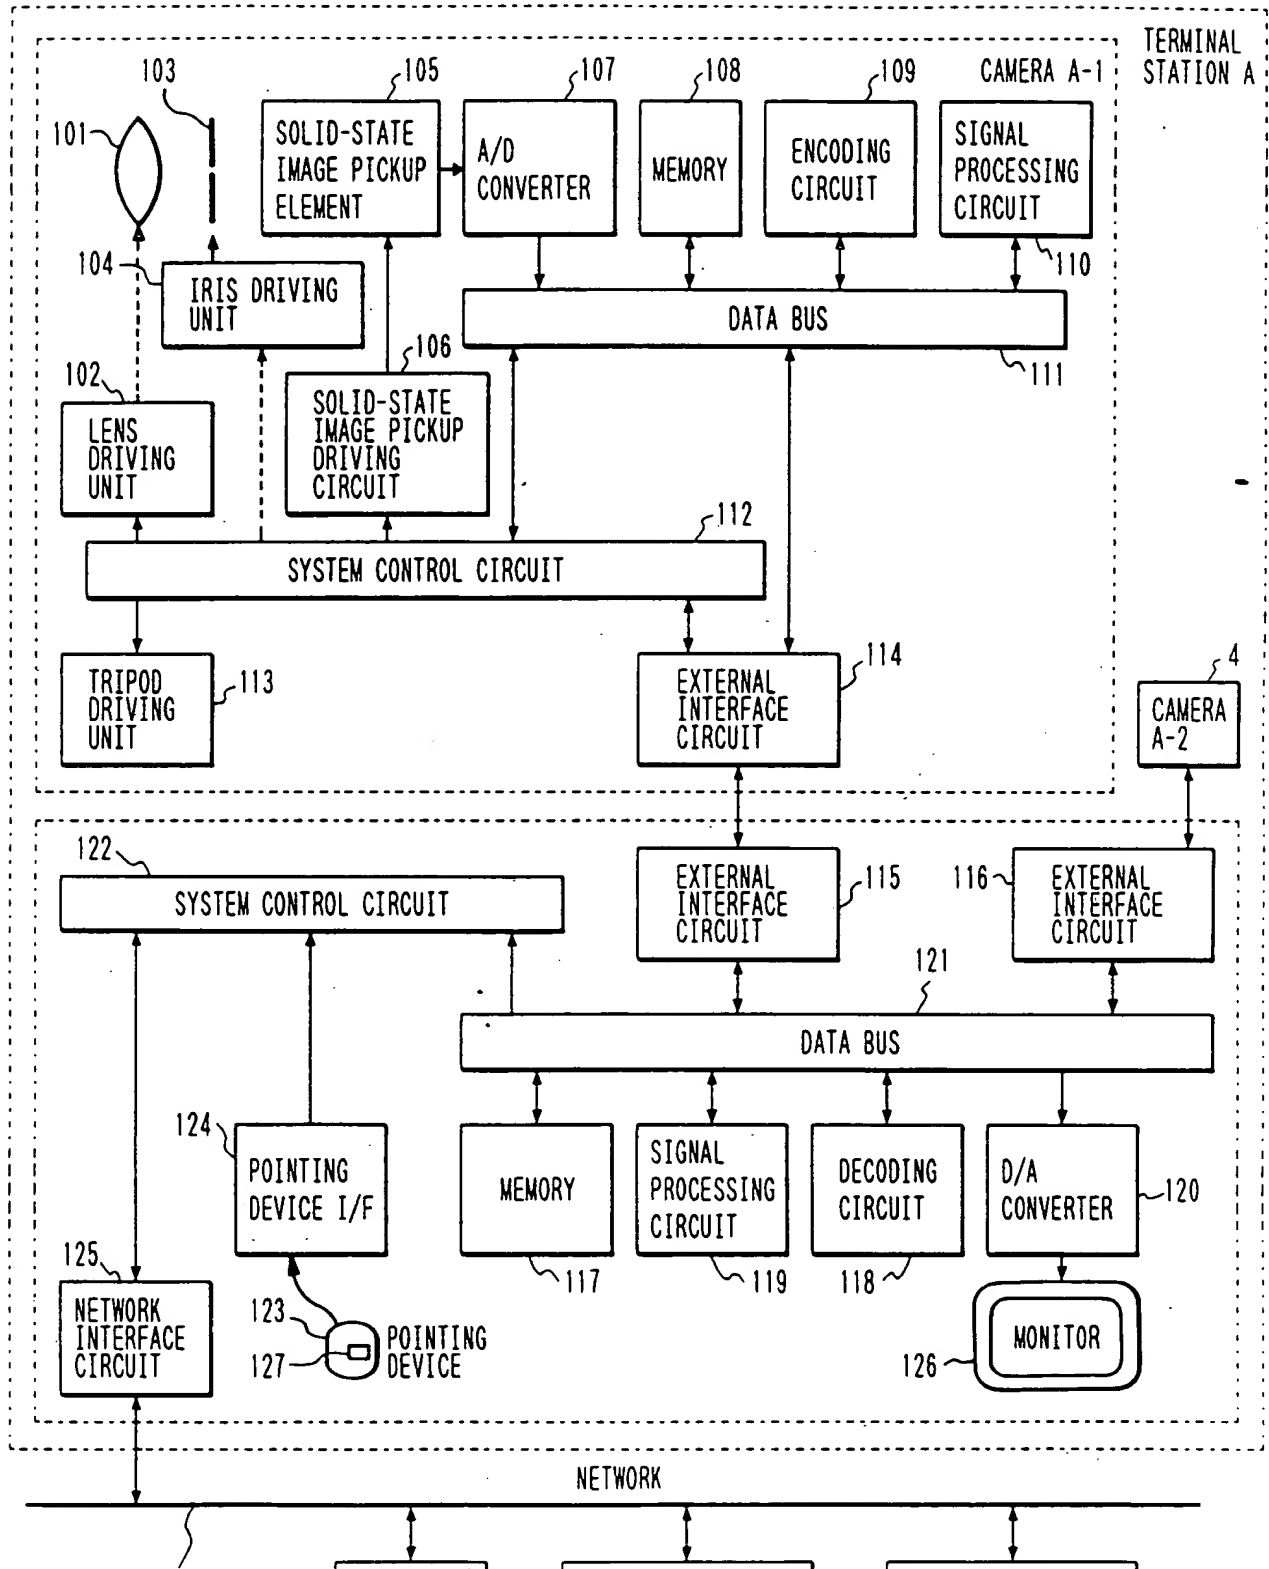 TERMINAL
STATION A
CAMERA A-1
103
105
107
108
109
101
SOLID-STATE
IMAGE PICKUP
ELEMENT
A/D
CONVERTER
MEMORY
ENCODING
CIRCUIT
SIGNAL
PROCESSING
CIRCUIT
110
104
IRIS DRIVING
UNIT
DATA BUS
111
106
102
LENS
DRIVING
UNIT
SOLID-STATE
IMAGE PICKUP
DRIVING
CIRCUIT
112
SYSTEM CONTROL CIRCUIT
TRIPOD
DRIVING
UNIT
113
EXTERNAL
INTERFACE
CIRCUIT
114
4
CAMERA
A-2
122
SYSTEM CONTROL CIRCUIT
EXTERNAL
INTERFACE
CIRCUIT
115
116
EXTERNAL
INTERFACE
CIRCUIT
121
DATA BUS
124
POINTING
DEVICE I/F
MEMORY
117
SIGNAL
PROCESSING
CIRCUIT
119
DECODING
CIRCUIT
118
D/A
CONVERTER
120
125
NETWORK
INTERFACE
CIRCUIT
123
127
POINTING
DEVICE
MONITOR
126
NETWORK